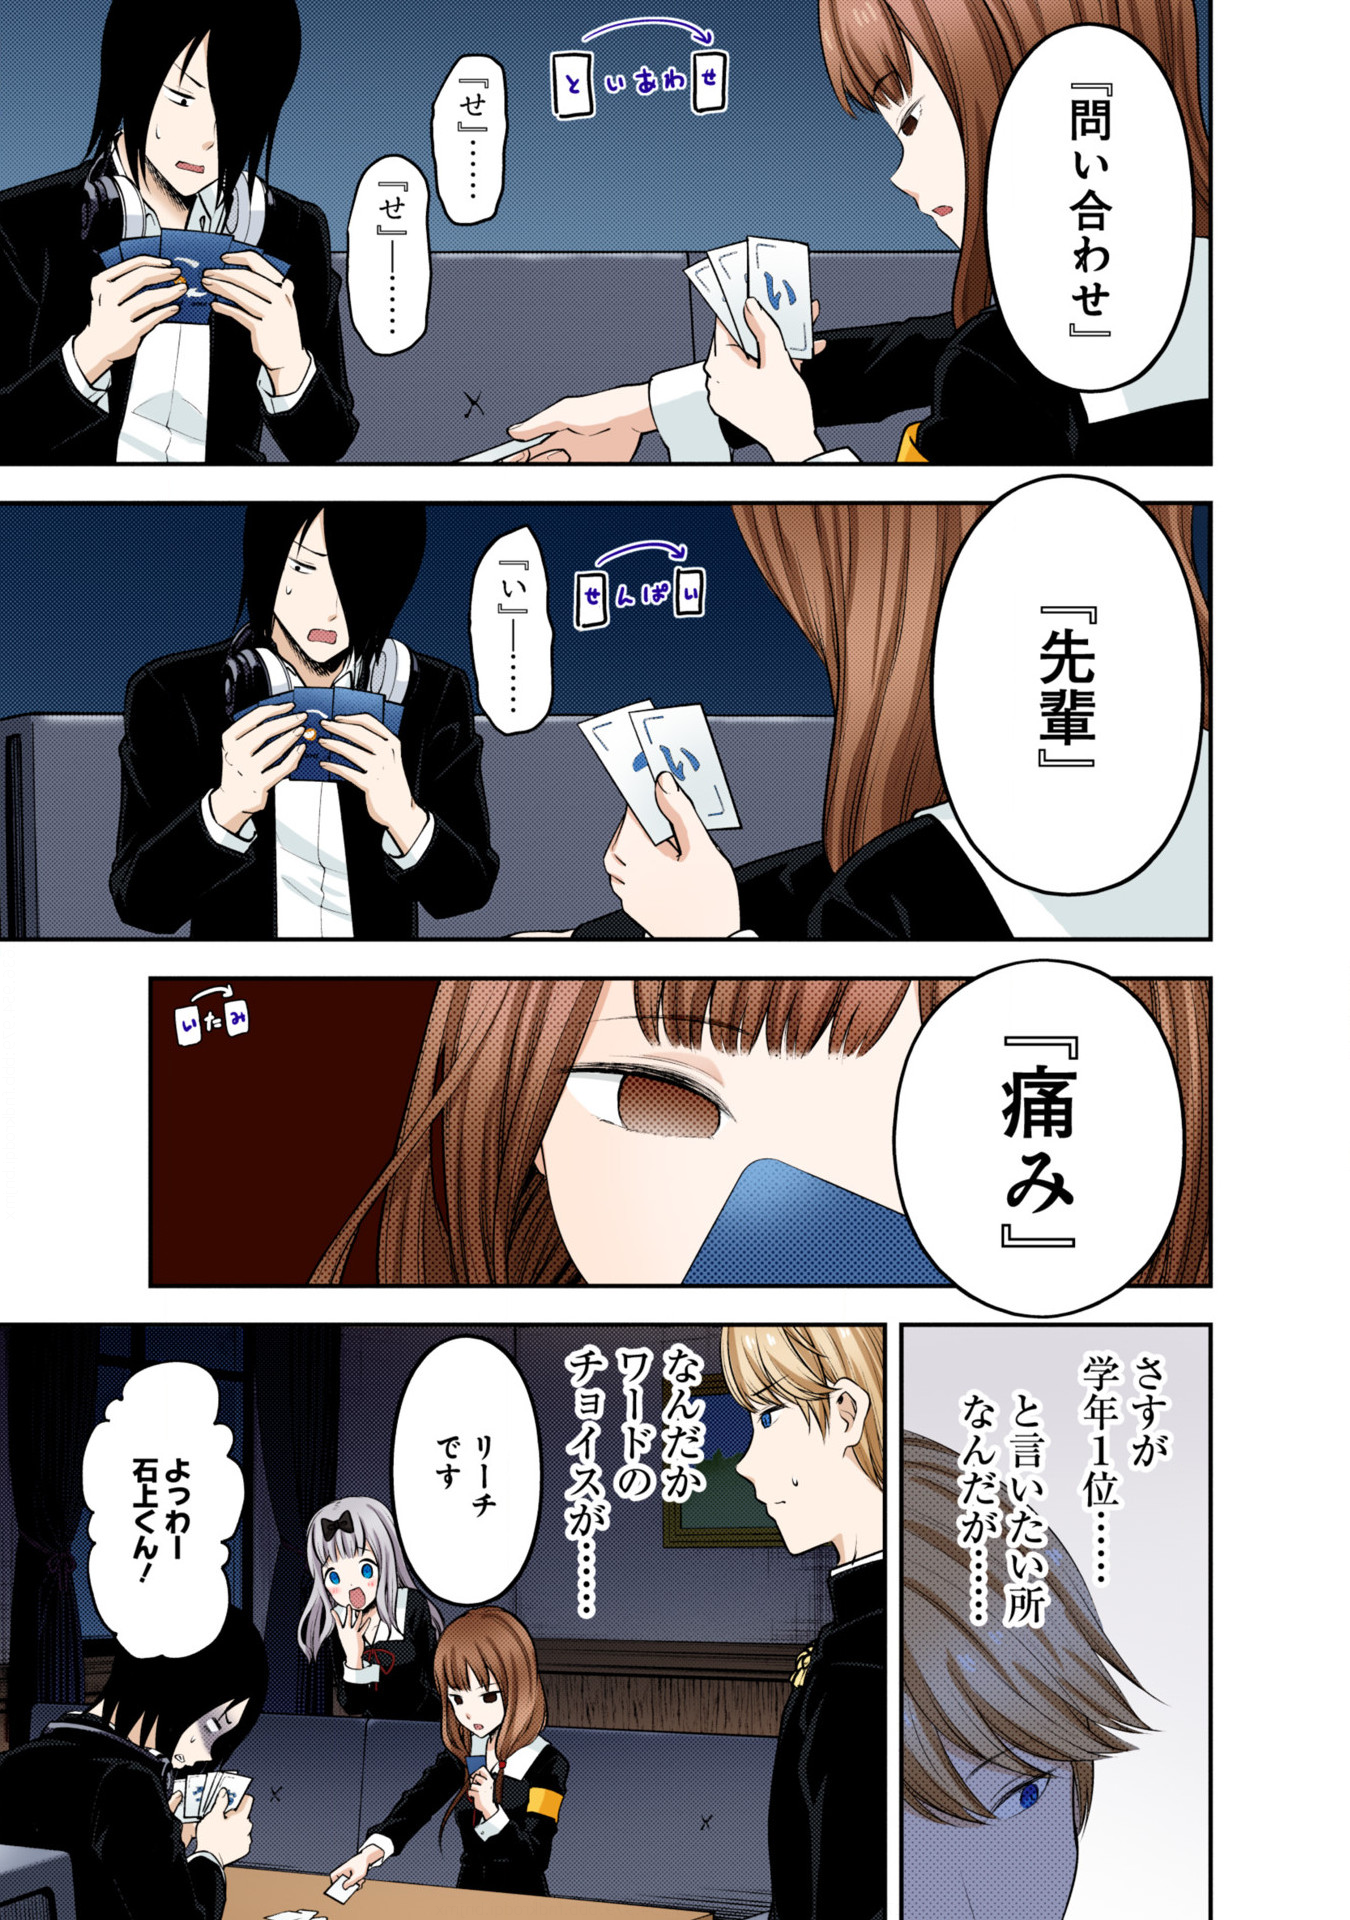 『問い合わせ』
といあわせ
『せ』……
『せ』―……
『先輩』
せんぱい
『い』―……
『痛み』
いたみ
さすが
学年1位……
と言いたい所
なんだが……
なんだか
ワードの
チョイスが……
リーチ
です
よっわー
石上くん！
い
い